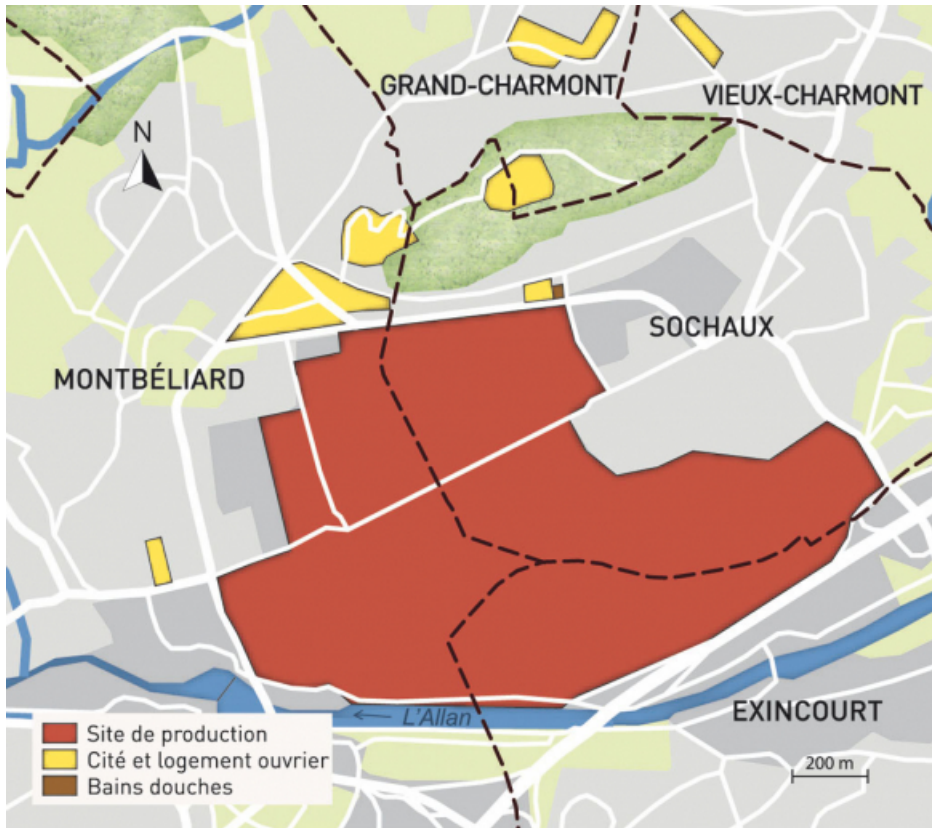 GRAND-CHARMONT
VIEUX-CHARMONT
N
SOCHAUX
MONTBÉLIARD
L'Allan
EXINCOURT
Site de production
Cité et logement ouvrier
Bains douches
200 m